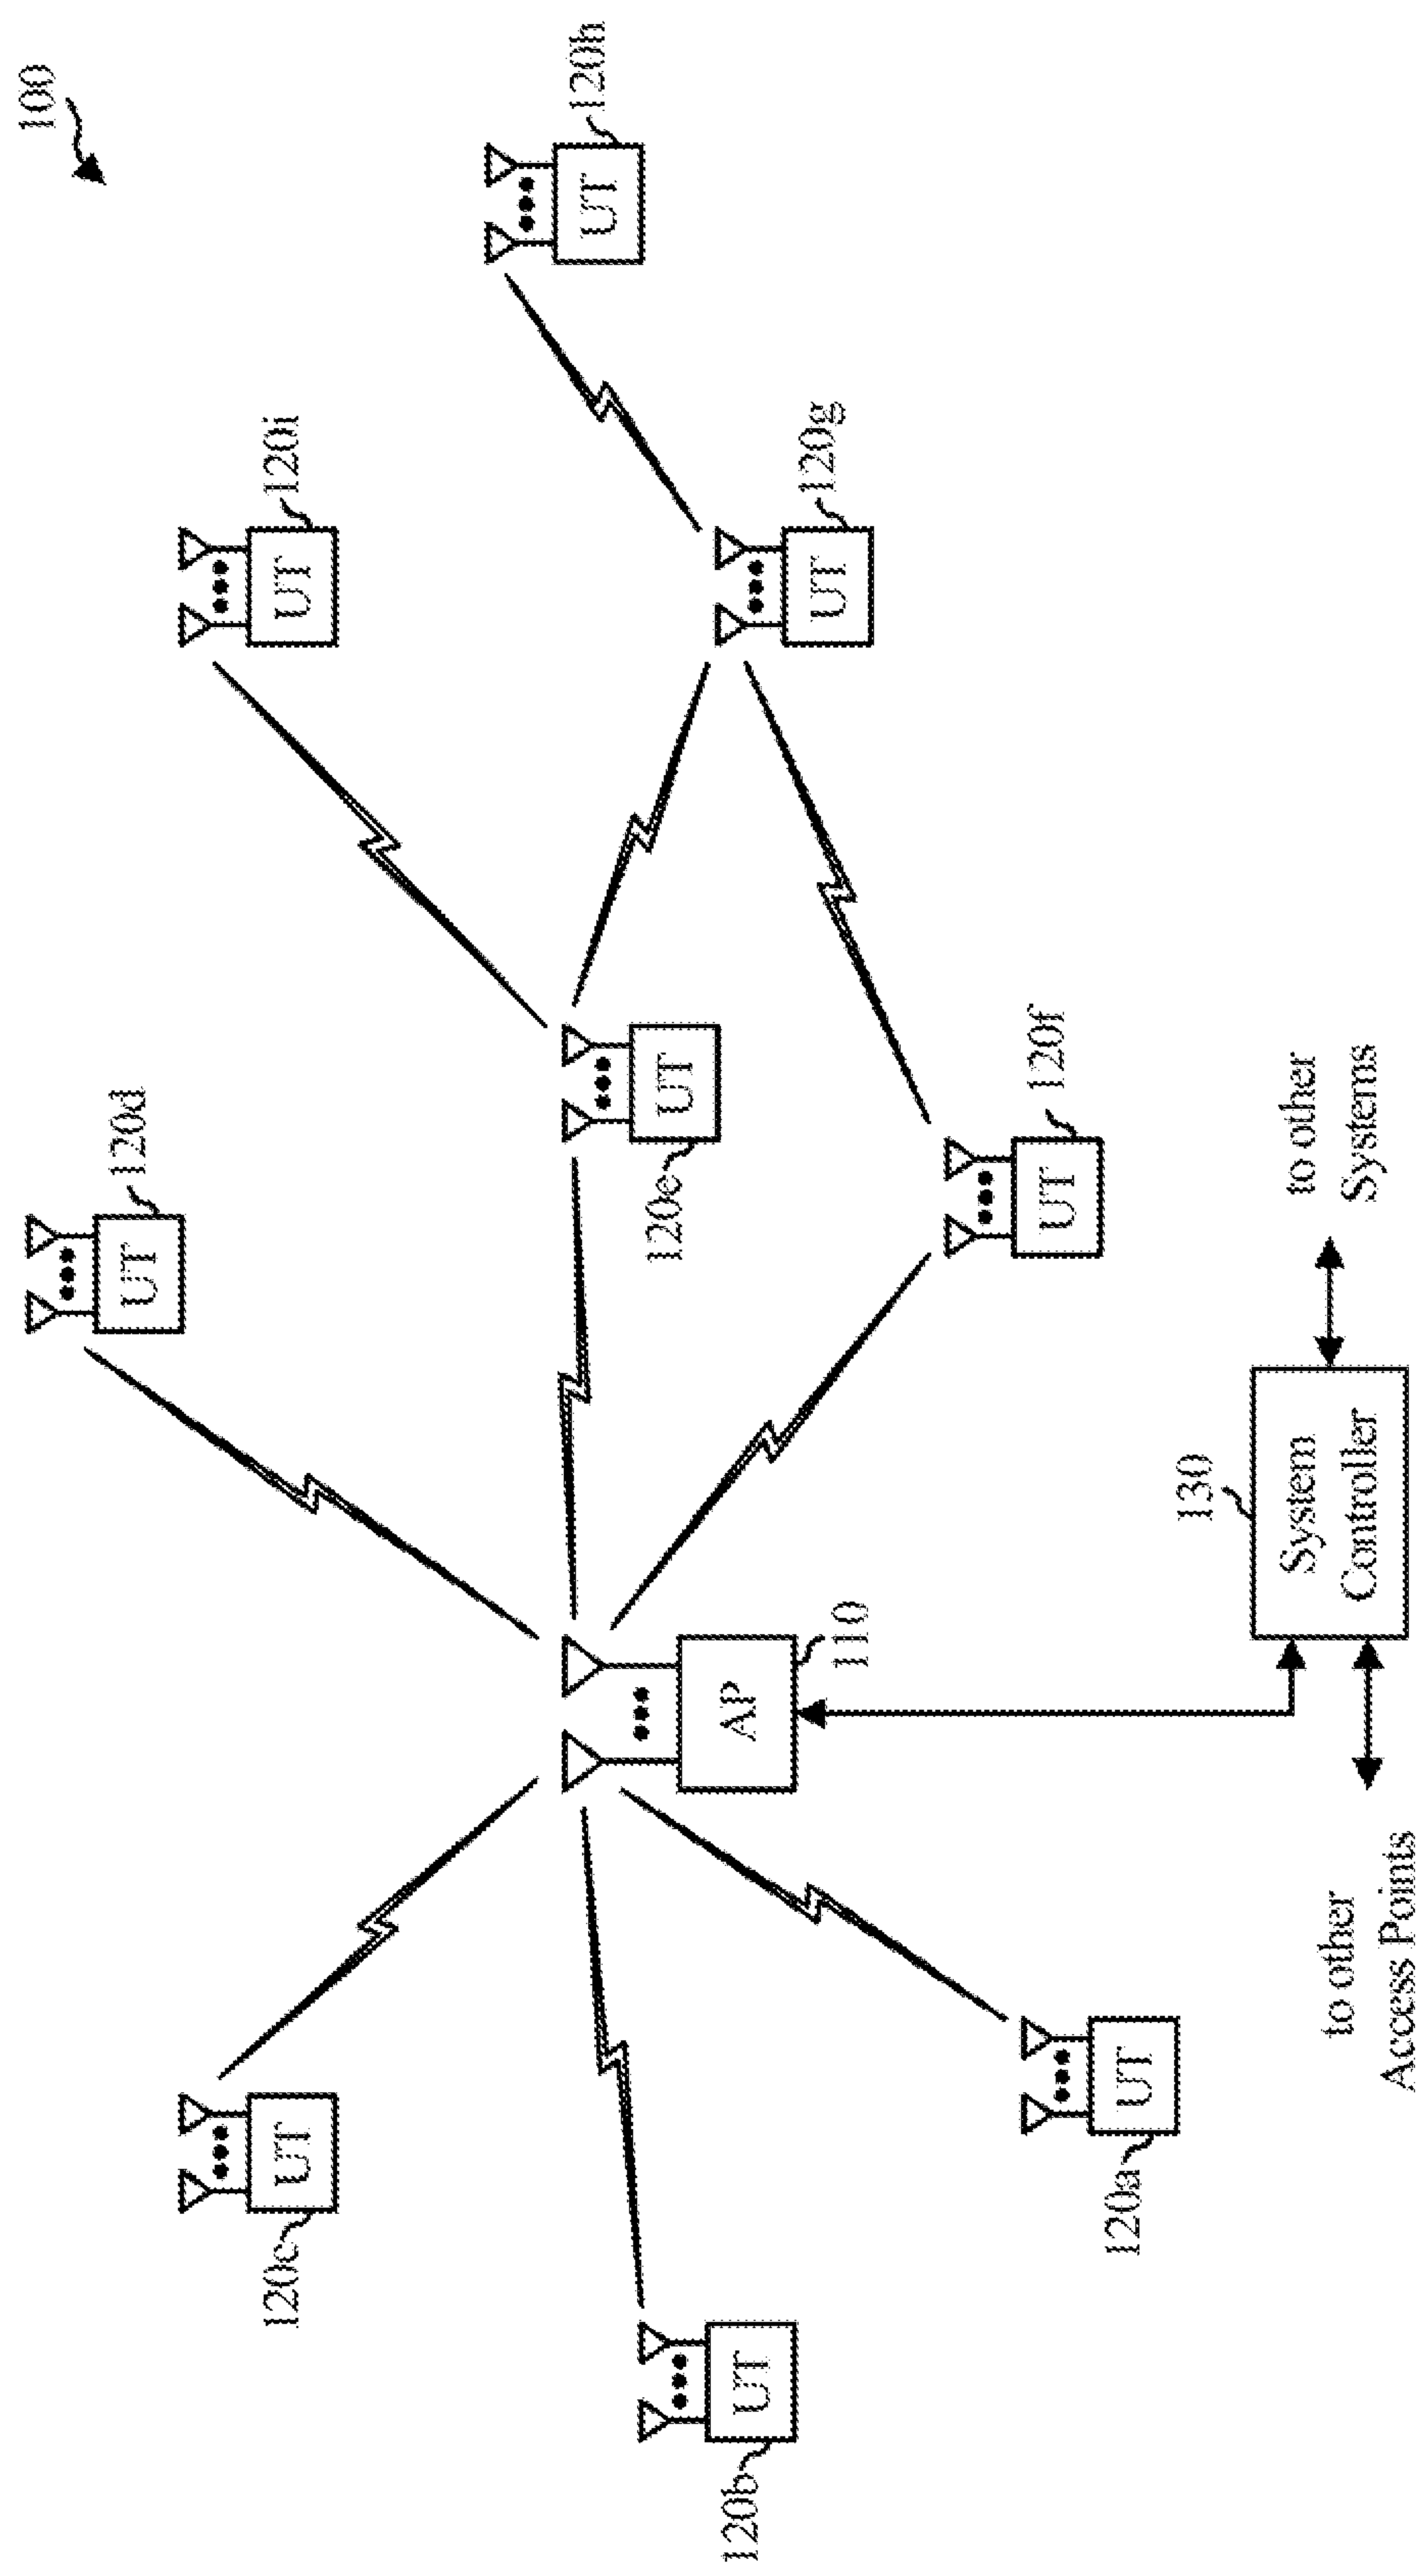 100
120d
UT
120c
UT
120i
UT
120h
UT
120e
UT
AP
110
120b
UT
120g
UT
120f
UT
120a
UT
130
System
Controller
to other
Systems
to other
Access Points